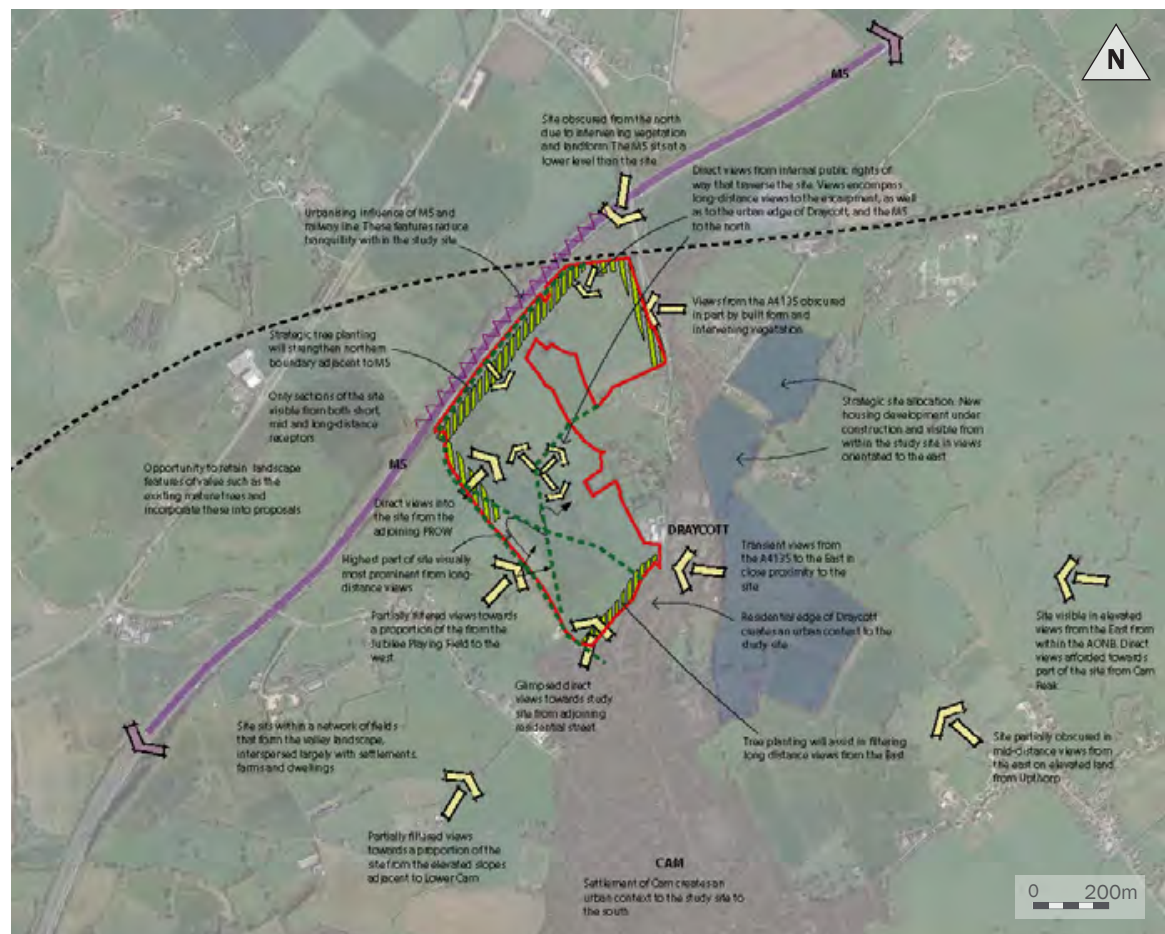 N
M5
Site obscured from the north
due to intervening vegetation
and landform. The M5 sits at a
lower level than the site.
Direct views from internal public rights of
way that traverse the site. Views encompass
long-distance views to the escarpment, as well
as to the urban edge of Draycott, and the M5
to the north
Urbanising influence of M5 and
railway line. These features reduce
tranquillity within the study site
Views from the A4135 obscured
in part by built form and
intervening vegetation
Strategic tree planting
will strengthen northern
boundary adjacent to M5
Only sections of the site
visible from both short,
mid and long-distance
receptors
Strategic site allocation. New
housing development under
construction and visible from
within the study site in views
orientated to the east
M5
Opportunity to retain landscape
features of value such as the
existing mature trees and
incorporate these into proposals
Direct views into
the site from the
adjoining PROW
DRAYCOTT
Transient views from
the A4135 to the East in
close proximity to the
site
Highest part of site visually
most prominent from long-
distance views
Partially filtered views towards
a proportion of the from the
Jubilee Playing Field to the
west
Residential edge of Draycott
creates an urban context to the
study site
Site visible in elevated
views from the East from
within the AONB. Direct
views afforded towards
part of the site from Cam
Peak
Glimpsed direct
views towards study
site from adjoining
residential street
Site sits within a network of fields
that form the valley landscape,
interspersed largely with settlements,
farms and dwellings
Tree planting will assist in filtering
long distance views from the East
Site partially obscured in
mid-distance views from
the east on elevated land
from Upthorp
Partially filtered views
towards a proportion of the
site from the elevated slopes
adjacent to Lower Cam
CAM
Settlement of Cam creates an
urban context to the study site to
the south
0 200m